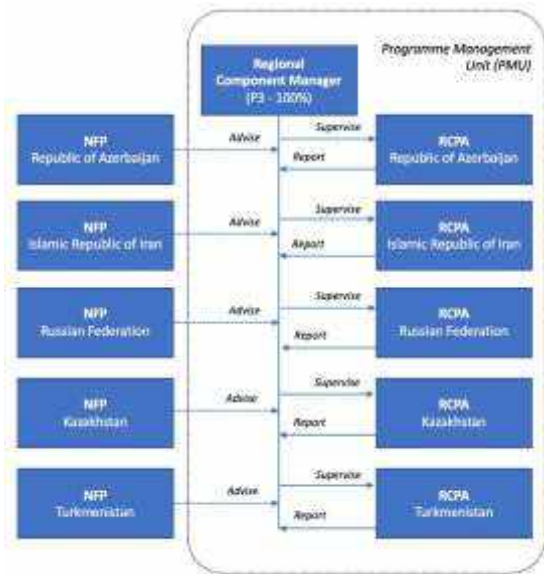 Regional
Component Manager
(P3 - 100%)
Programme Management
Unit (PMU)
NFP
Republic of Azerbaijan
Advise
Supervise
Report
RCPA
Republic of Azerbaijan
NFP
Islamic Republic of Iran
Advise
Supervise
Report
RCPA
Islamic Republic of Iran
NFP
Russian Federation
Advise
Supervise
Report
RCPA
Russian Federation
NFP
Kazakhstan
Advise
Supervise
Report
RCPA
Kazakhstan
NFP
Turkmenistan
Advise
Supervise
Report
RCPA
Turkmenistan